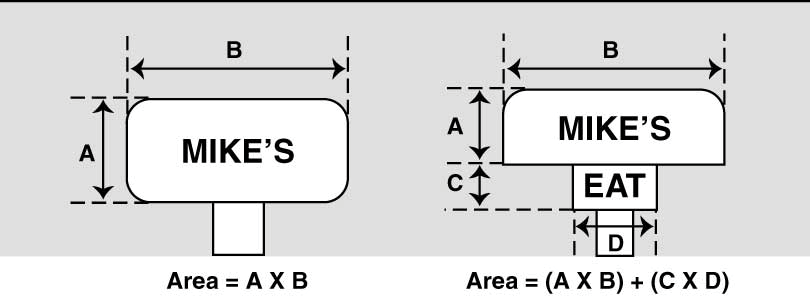 B
A
MIKE'S
Area = A X B
B
A
MIKE'S
C
EAT
D
Area = (A X B) + (C X D)